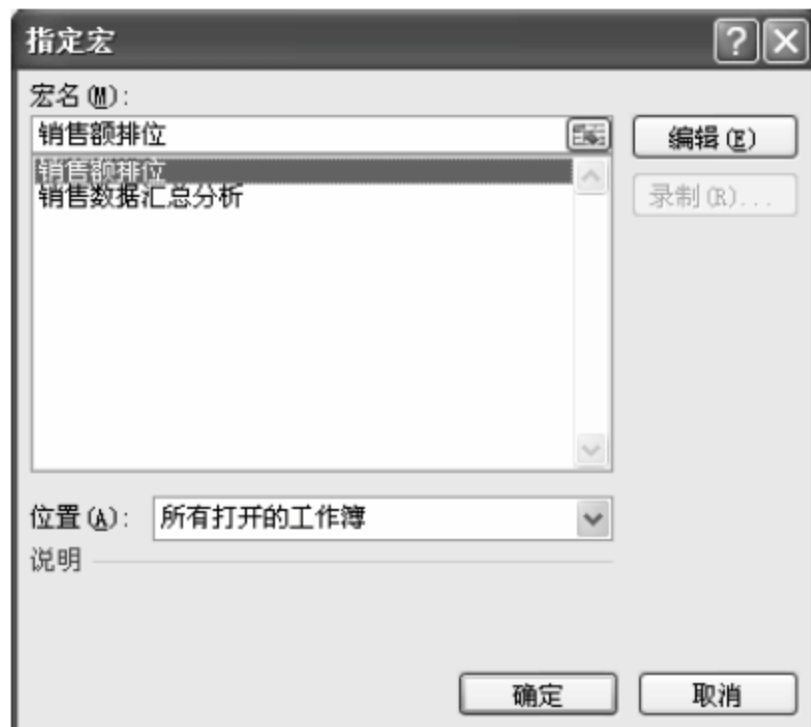 指定宏
宏名(M):
销售额排位
编辑(E)
销售额排位
录制(R)...
销售数据汇总分析
位置(A): 所有打开的工作簿
说明
确定 取消